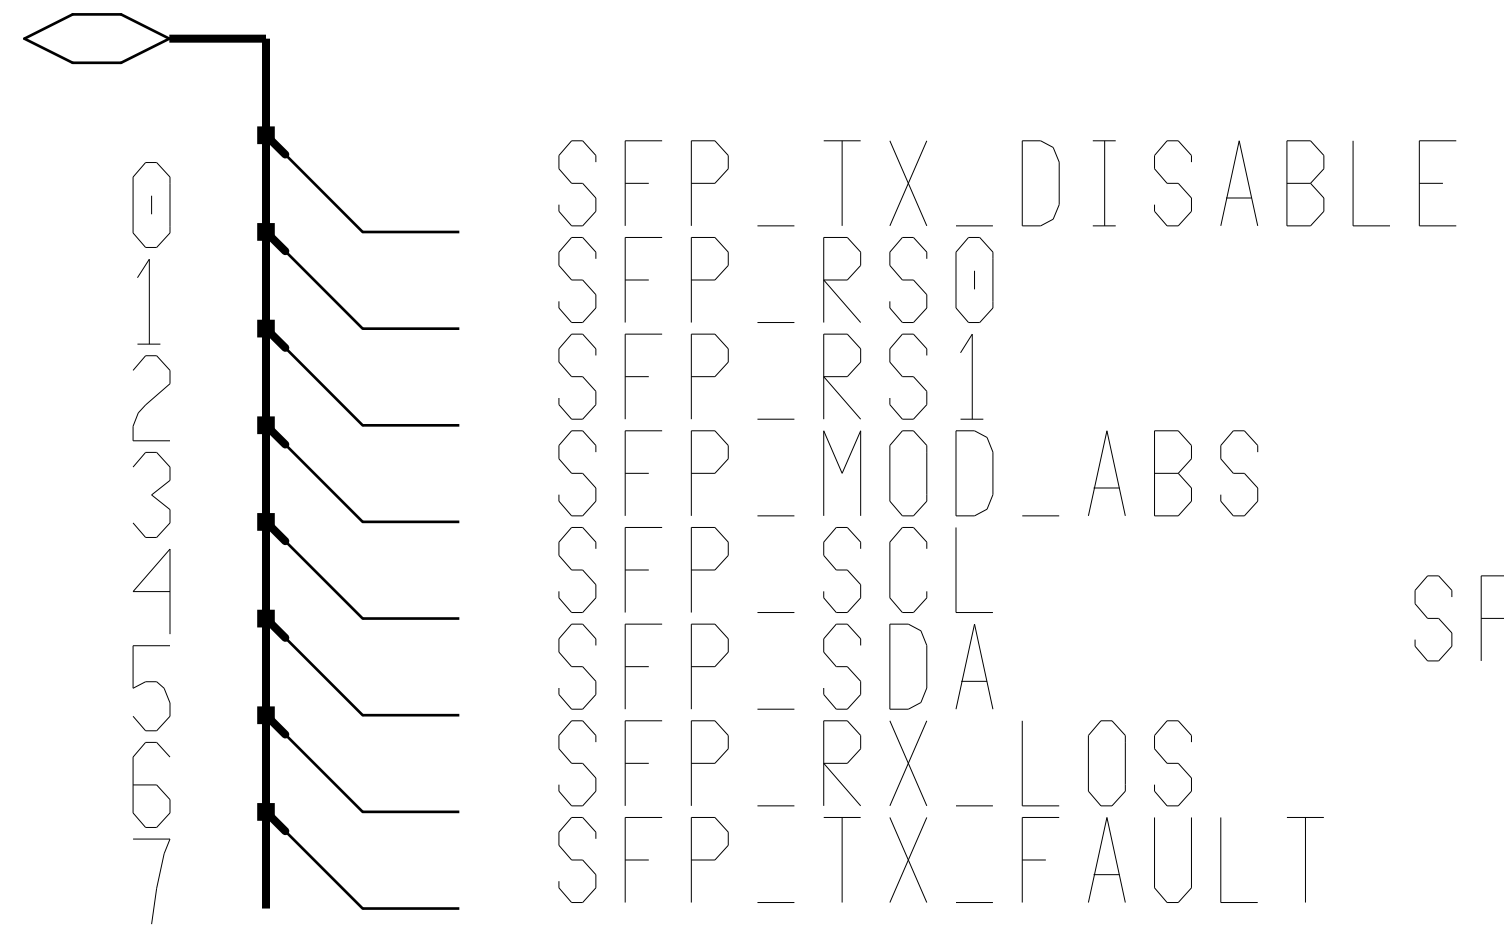 0 SFP_TX_DISABLE
1 SFP_RS0
2 SFP_RS1
3 SFP_MOD_ABS
4 SFP_SCL
5 SFP_SDA
6 SFP_RX_LOS
7 SFP_TX_FAULT